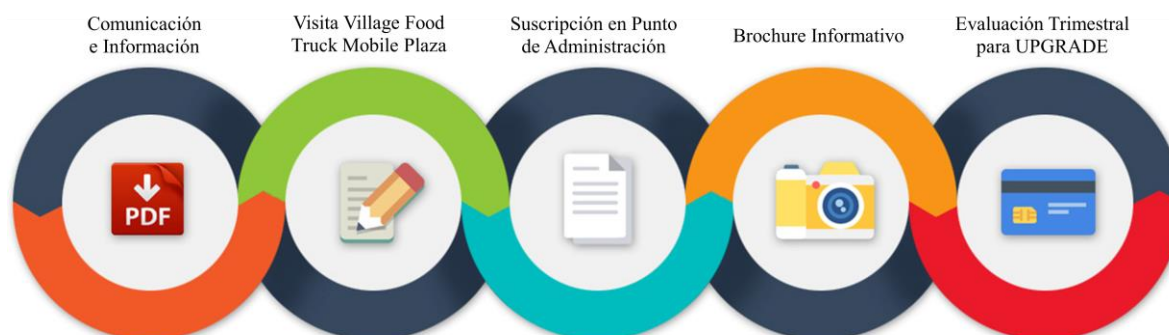 Comunicación
e Información
Visita Village Food
Truck Mobile Plaza
Suscripción en Punto
de Administración
Brochure Informativo
Evaluación Trimestral
para UPGRADE
PDF